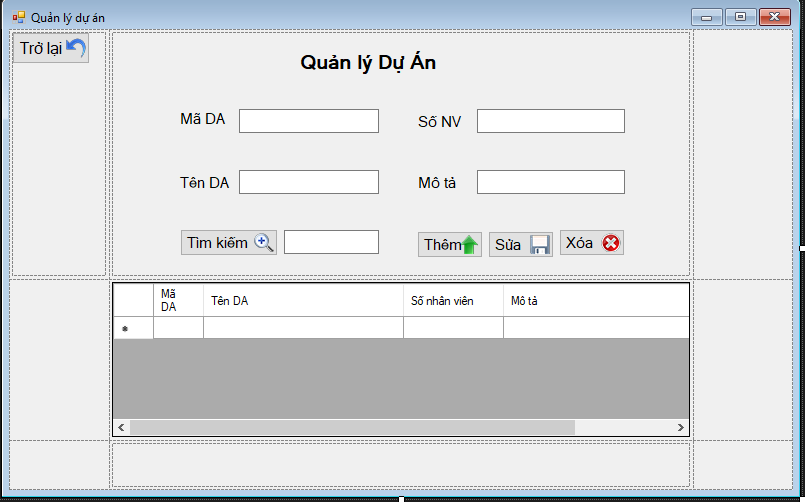 Quản lý dự án
Trở lại
Quản lý Dự Án
Mã DA
Số NV
Tên DA
Mô tả
Tìm kiếm
Thêm
Sửa
Xóa
Mã
DA
Tên DA
Số nhân viên
Mô tả